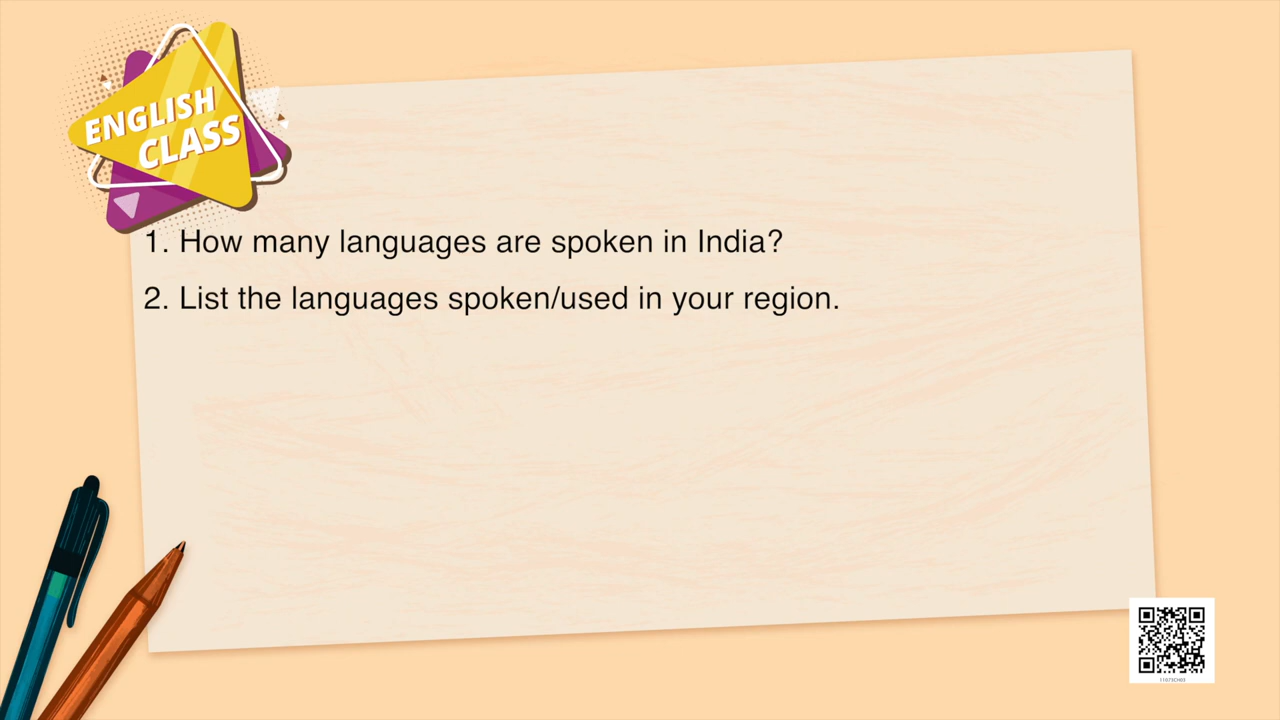 ENGLISH
CLASS
1. How many languages are spoken in India?
2. List the languages spoken/used in your region.